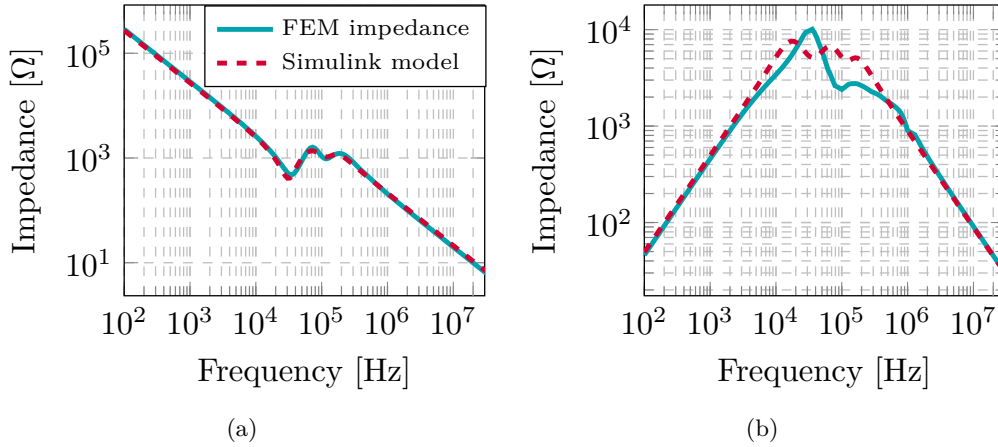 FEM impedance
Simulink model
Impedance [Ω]
10^5
10^3
10^1
10^2 10^3 10^4 10^5 10^6 10^7
Frequency [Hz]
(a)
Impedance [Ω]
10^4
10^3
10^2
10^2 10^3 10^4 10^5 10^6 10^7
Frequency [Hz]
(b)